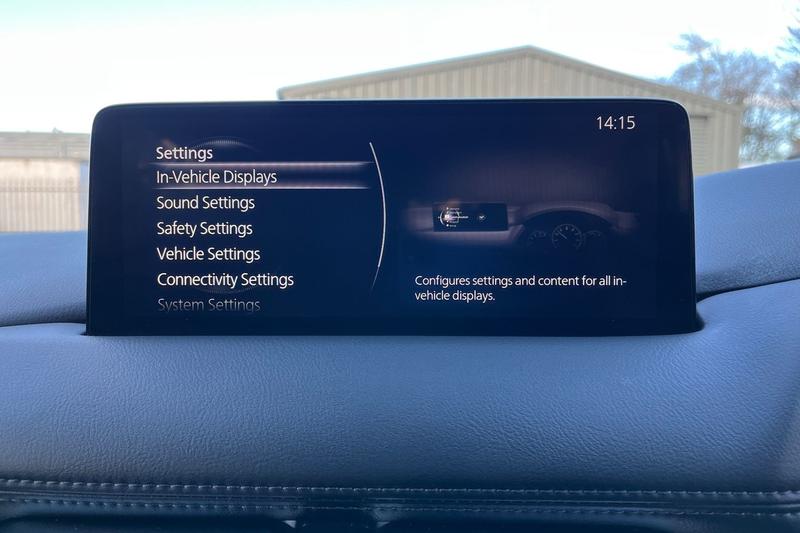 14:15
Settings
In-Vehicle Displays
Sound Settings
Safety Settings
Vehicle Settings
Connectivity Settings
System Settings
Configures settings and content for all in-
vehicle displays.